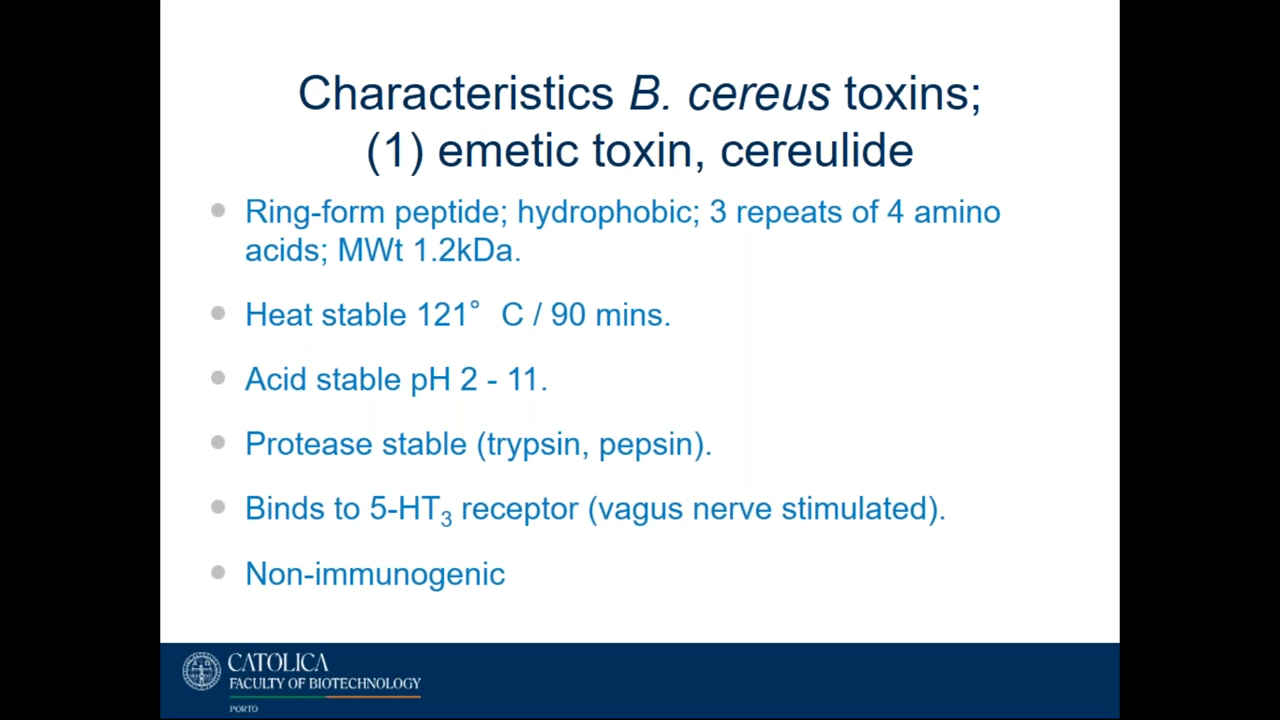 Characteristics B. cereus toxins;
(1) emetic toxin, cereulide
Ring-form peptide; hydrophobic; 3 repeats of 4 amino
acids; MWt 1.2kDa.
Heat stable 121° C / 90 mins.
Acid stable pH 2 - 11.
Protease stable (trypsin, pepsin).
Binds to 5-HT₃ receptor (vagus nerve stimulated).
Non-immunogenic
CATOLICA
FACULTY OF BIOTECHNOLOGY
PORTO